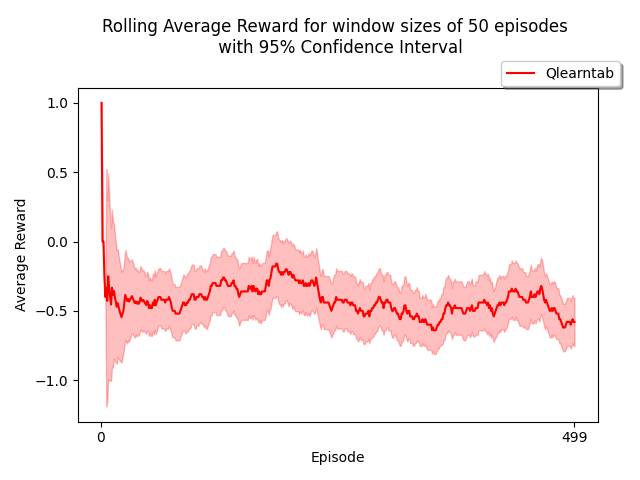 Rolling Average Reward for window sizes of 50 episodes
with 95% Confidence Interval
Qlearntab
1.0
0.5
0.0
−0.5
−1.0
Average Reward
0
499
Episode